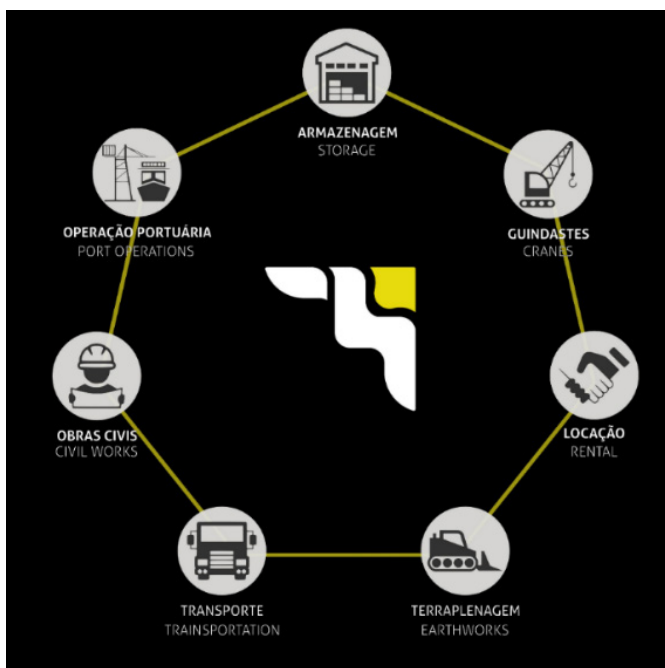 ARMAZENAGEM
STORAGE
OPERAÇÃO PORTUÁRIA
PORT OPERATIONS
GUINDASTES
CRANES
OBRAS CIVIS
CIVIL WORKS
LOCAÇÃO
RENTAL
TRANSPORTE
TRAINSPORTATION
TERRAPLENAGEM
EARTHWORKS